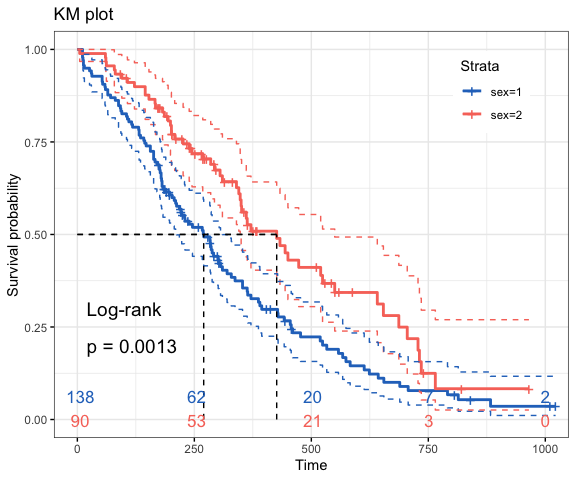 KM plot
Survival probability
1.00
0.75
0.50
0.25
0.00
Strata
sex=1
sex=2
Log-rank
p = 0.0013
138 62 20 7 2
90 53 21 3 0
0 250 500 750 1000
Time